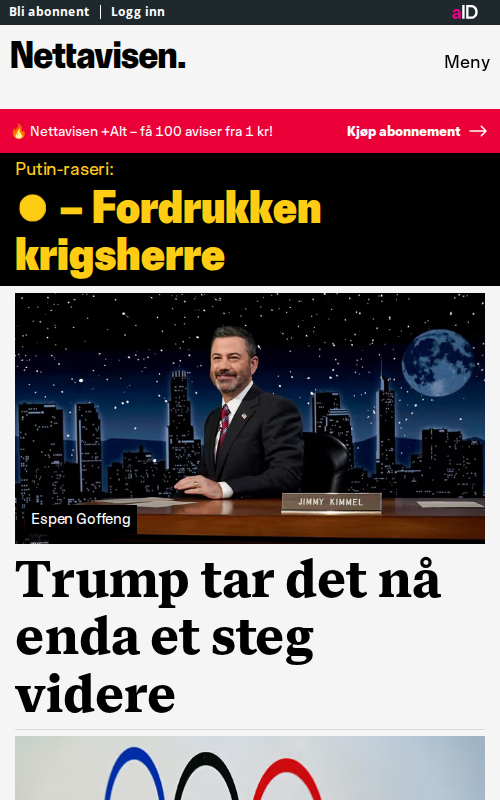 Bli abonnent | Logg inn
aID
Nettavisen.
Meny
🔥 Nettavisen +Alt – få 100 aviser fra 1 kr!
Kjøp abonnement →
Putin-raseri:
● – Fordrukken
krigsherre
JIMMY KIMMEL
Espen Goffeng
Trump tar det nå
enda et steg
videre